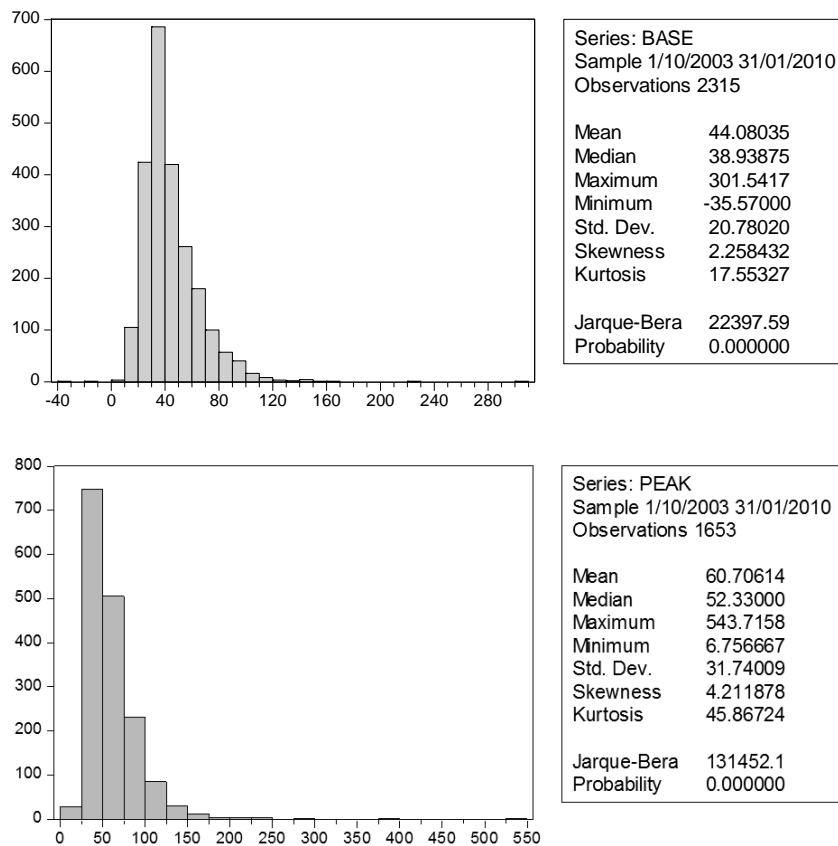 700
600
500
400
300
200
100
0
-40 0 40 80 120 160 200 240 280
Series: BASE
Sample 1/10/2003 31/01/2010
Observations 2315
Mean 44.08035
Median 38.93875
Maximum 301.5417
Minimum -35.57000
Std. Dev. 20.78020
Skewness 2.258432
Kurtosis 17.55327
Jarque-Bera 22397.59
Probability 0.000000
800
700
600
500
400
300
200
100
0
0 50 100 150 200 250 300 350 400 450 500 550
Series: PEAK
Sample 1/10/2003 31/01/2010
Observations 1653
Mean 60.70614
Median 52.33000
Maximum 543.7158
Minimum 6.756667
Std. Dev. 31.74009
Skewness 4.211878
Kurtosis 45.86724
Jarque-Bera 131452.1
Probability 0.000000